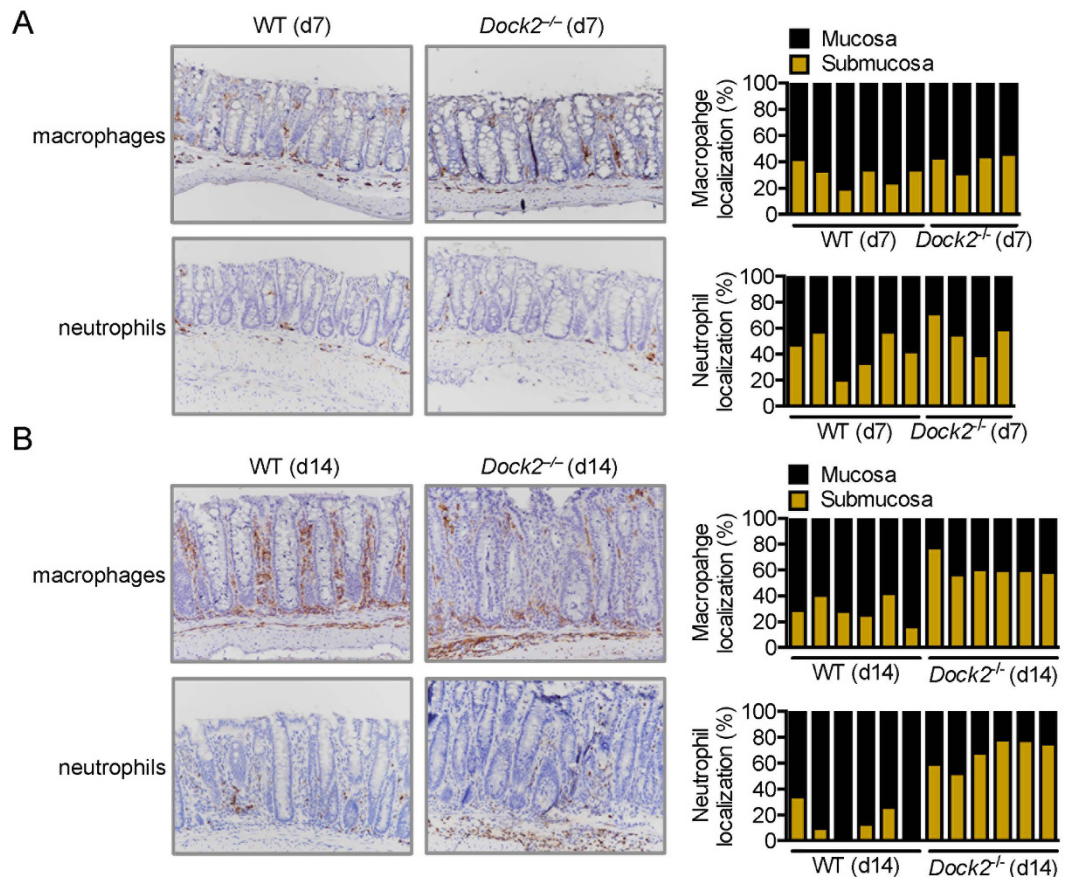 A
WT (d7)
Dock2–/– (d7)
macrophages
neutrophils
Mucosa
Submucosa
Macropahge
localization (%)
100
80
60
40
20
0
WT (d7)
Dock2-/- (d7)
Neutrophil
localization (%)
100
80
60
40
20
0
WT (d7)
Dock2-/- (d7)
B
WT (d14)
Dock2–/– (d14)
macrophages
neutrophils
Mucosa
Submucosa
Macropahge
localization (%)
100
80
60
40
20
0
WT (d14)
Dock2-/- (d14)
Neutrophil
localization (%)
100
80
60
40
20
0
WT (d14)
Dock2-/- (d14)